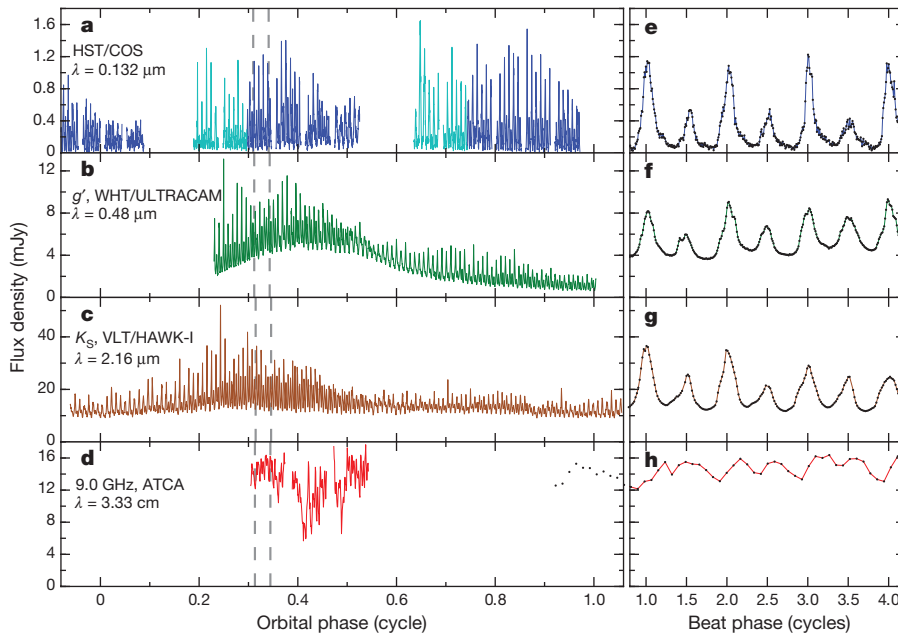 a
HST/COS
λ = 0.132 μm
1.6
1.2
0.8
0.4
0
e
b
g′, WHT/ULTRACAM
λ = 0.48 μm
12
8
4
0
f
c
K_S, VLT/HAWK-I
λ = 2.16 μm
40
20
0
g
d
9.0 GHz, ATCA
λ = 3.33 cm
16
12
8
4
0
h
Flux density (mJy)
0 0.2 0.4 0.6 0.8 1.0
Orbital phase (cycle)
1.0 1.5 2.0 2.5 3.0 3.5 4.0
Beat phase (cycles)